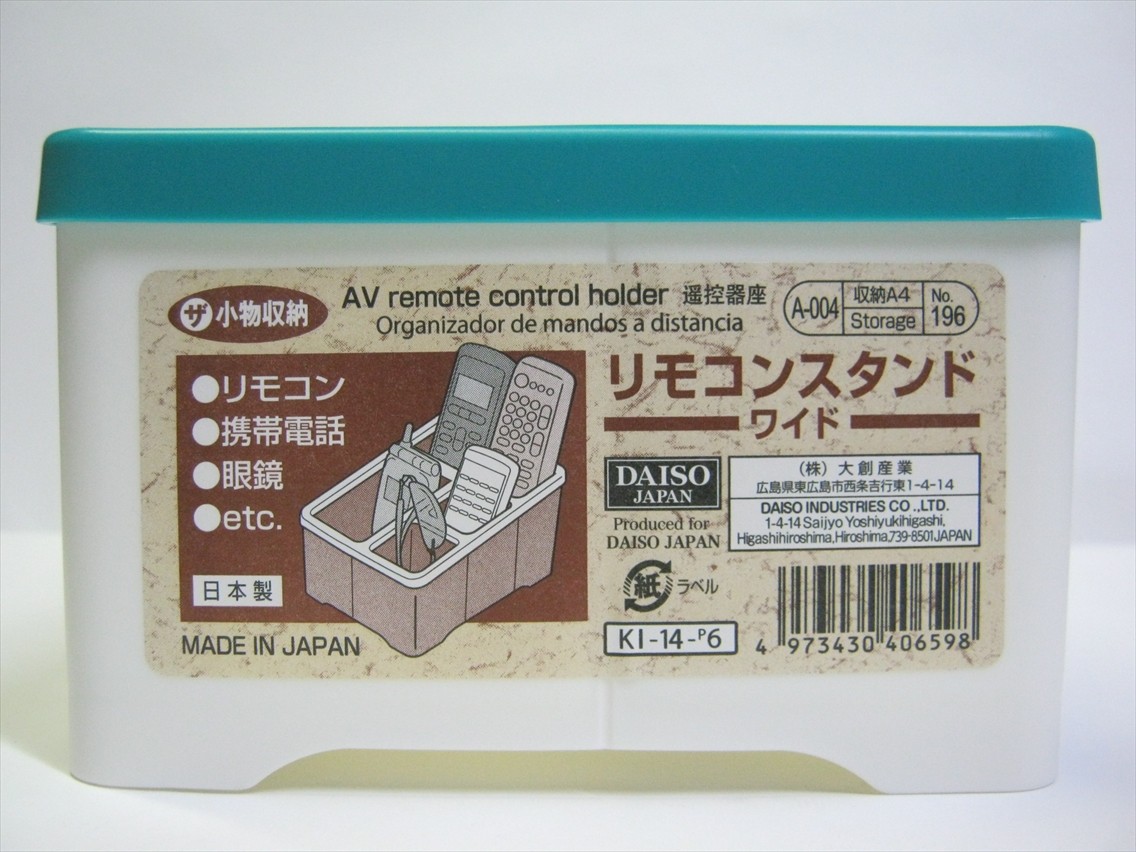 ザ 小物収納
AV remote control holder 遥控器座
Organizador de mandos a distancia
A-004 収納A4 Storage No. 196
●リモコン
●携帯電話
●眼鏡
●etc.
日本製
MADE IN JAPAN
リモコンスタンド
ワイド
DAISO
JAPAN
Produced for
DAISO JAPAN
(株)大創産業
広島県東広島市西条吉行東1-4-14
DAISO INDUSTRIES CO.,LTD.
1-4-14 Saijyo Yoshiyukihigashi,
Higashihiroshima,Hiroshima,739-8501JAPAN
紙 ラベル
KI-14-P6
4 973430 406598